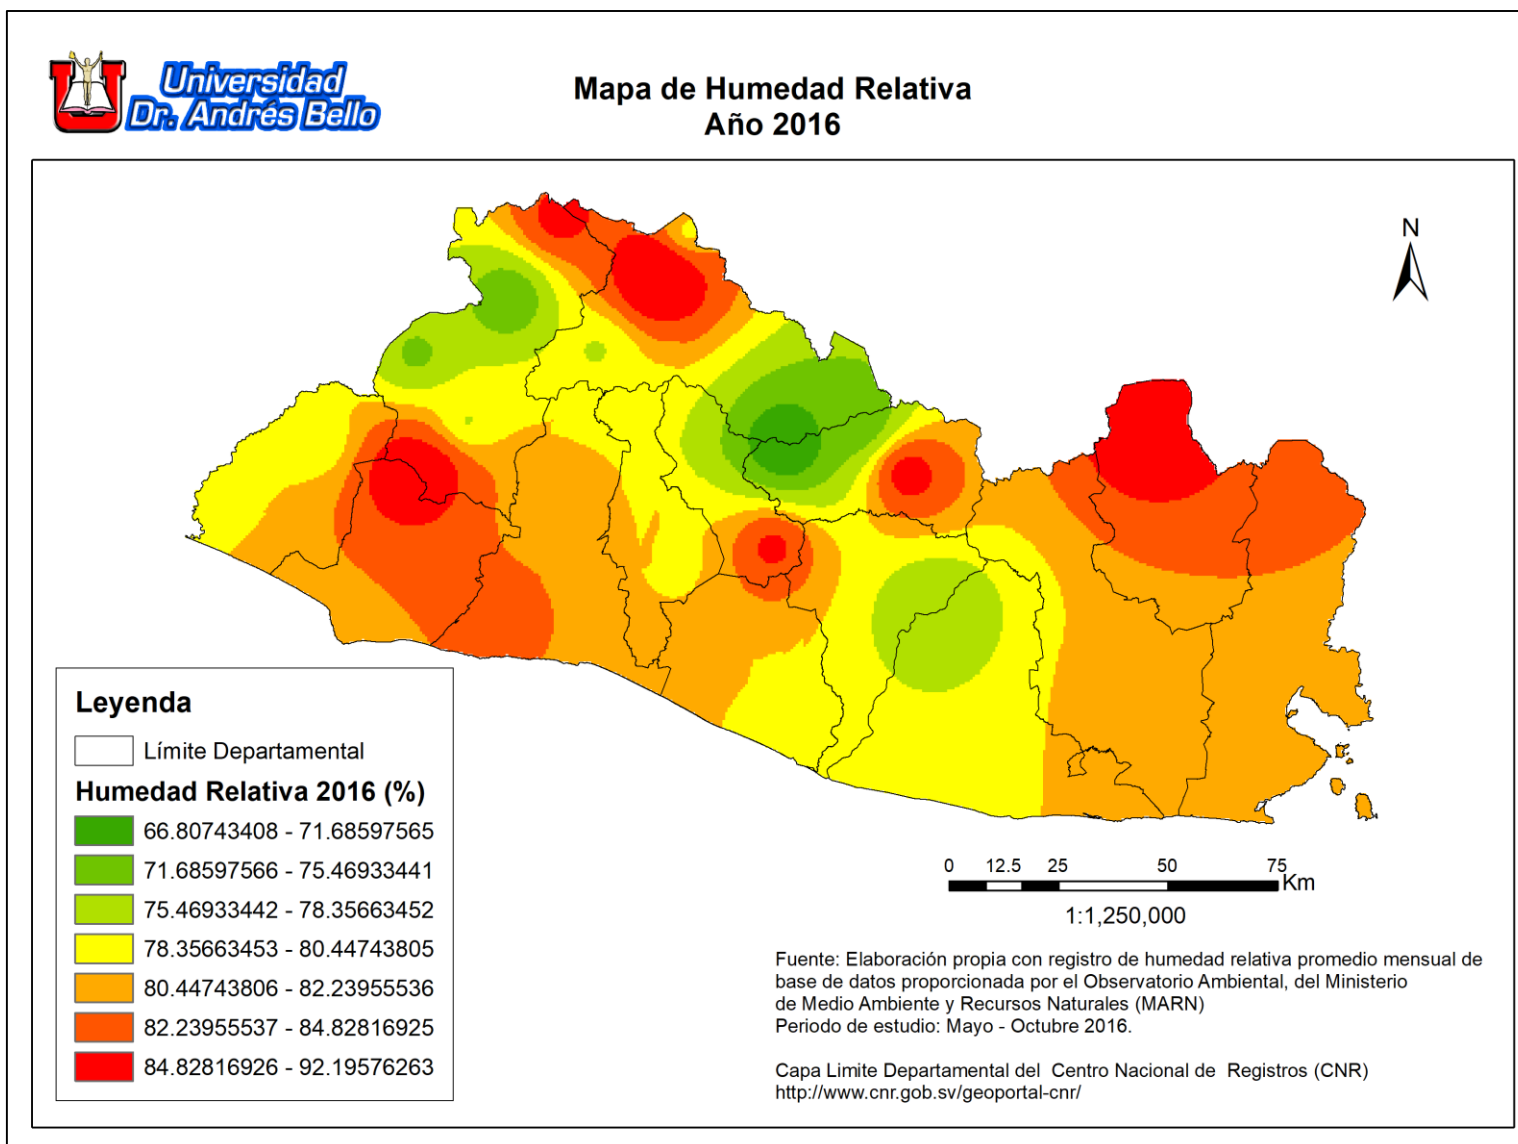 Universidad
Dr. Andrés Bello
Mapa de Humedad Relativa
Año 2016
N
Leyenda
Límite Departamental
Humedad Relativa 2016 (%)
66.80743408 - 71.68597565
71.68597566 - 75.46933441
75.46933442 - 78.35663452
78.35663453 - 80.44743805
80.44743806 - 82.23955536
82.23955537 - 84.82816925
84.82816926 - 92.19576263
0 12.5 25 50 75
Km
1:1,250,000
Fuente: Elaboración propia con registro de humedad relativa promedio mensual de
base de datos proporcionada por el Observatorio Ambiental, del Ministerio
de Medio Ambiente y Recursos Naturales (MARN)
Periodo de estudio: Mayo - Octubre 2016.
Capa Limite Departamental del Centro Nacional de Registros (CNR)
http://www.cnr.gob.sv/geoportal-cnr/